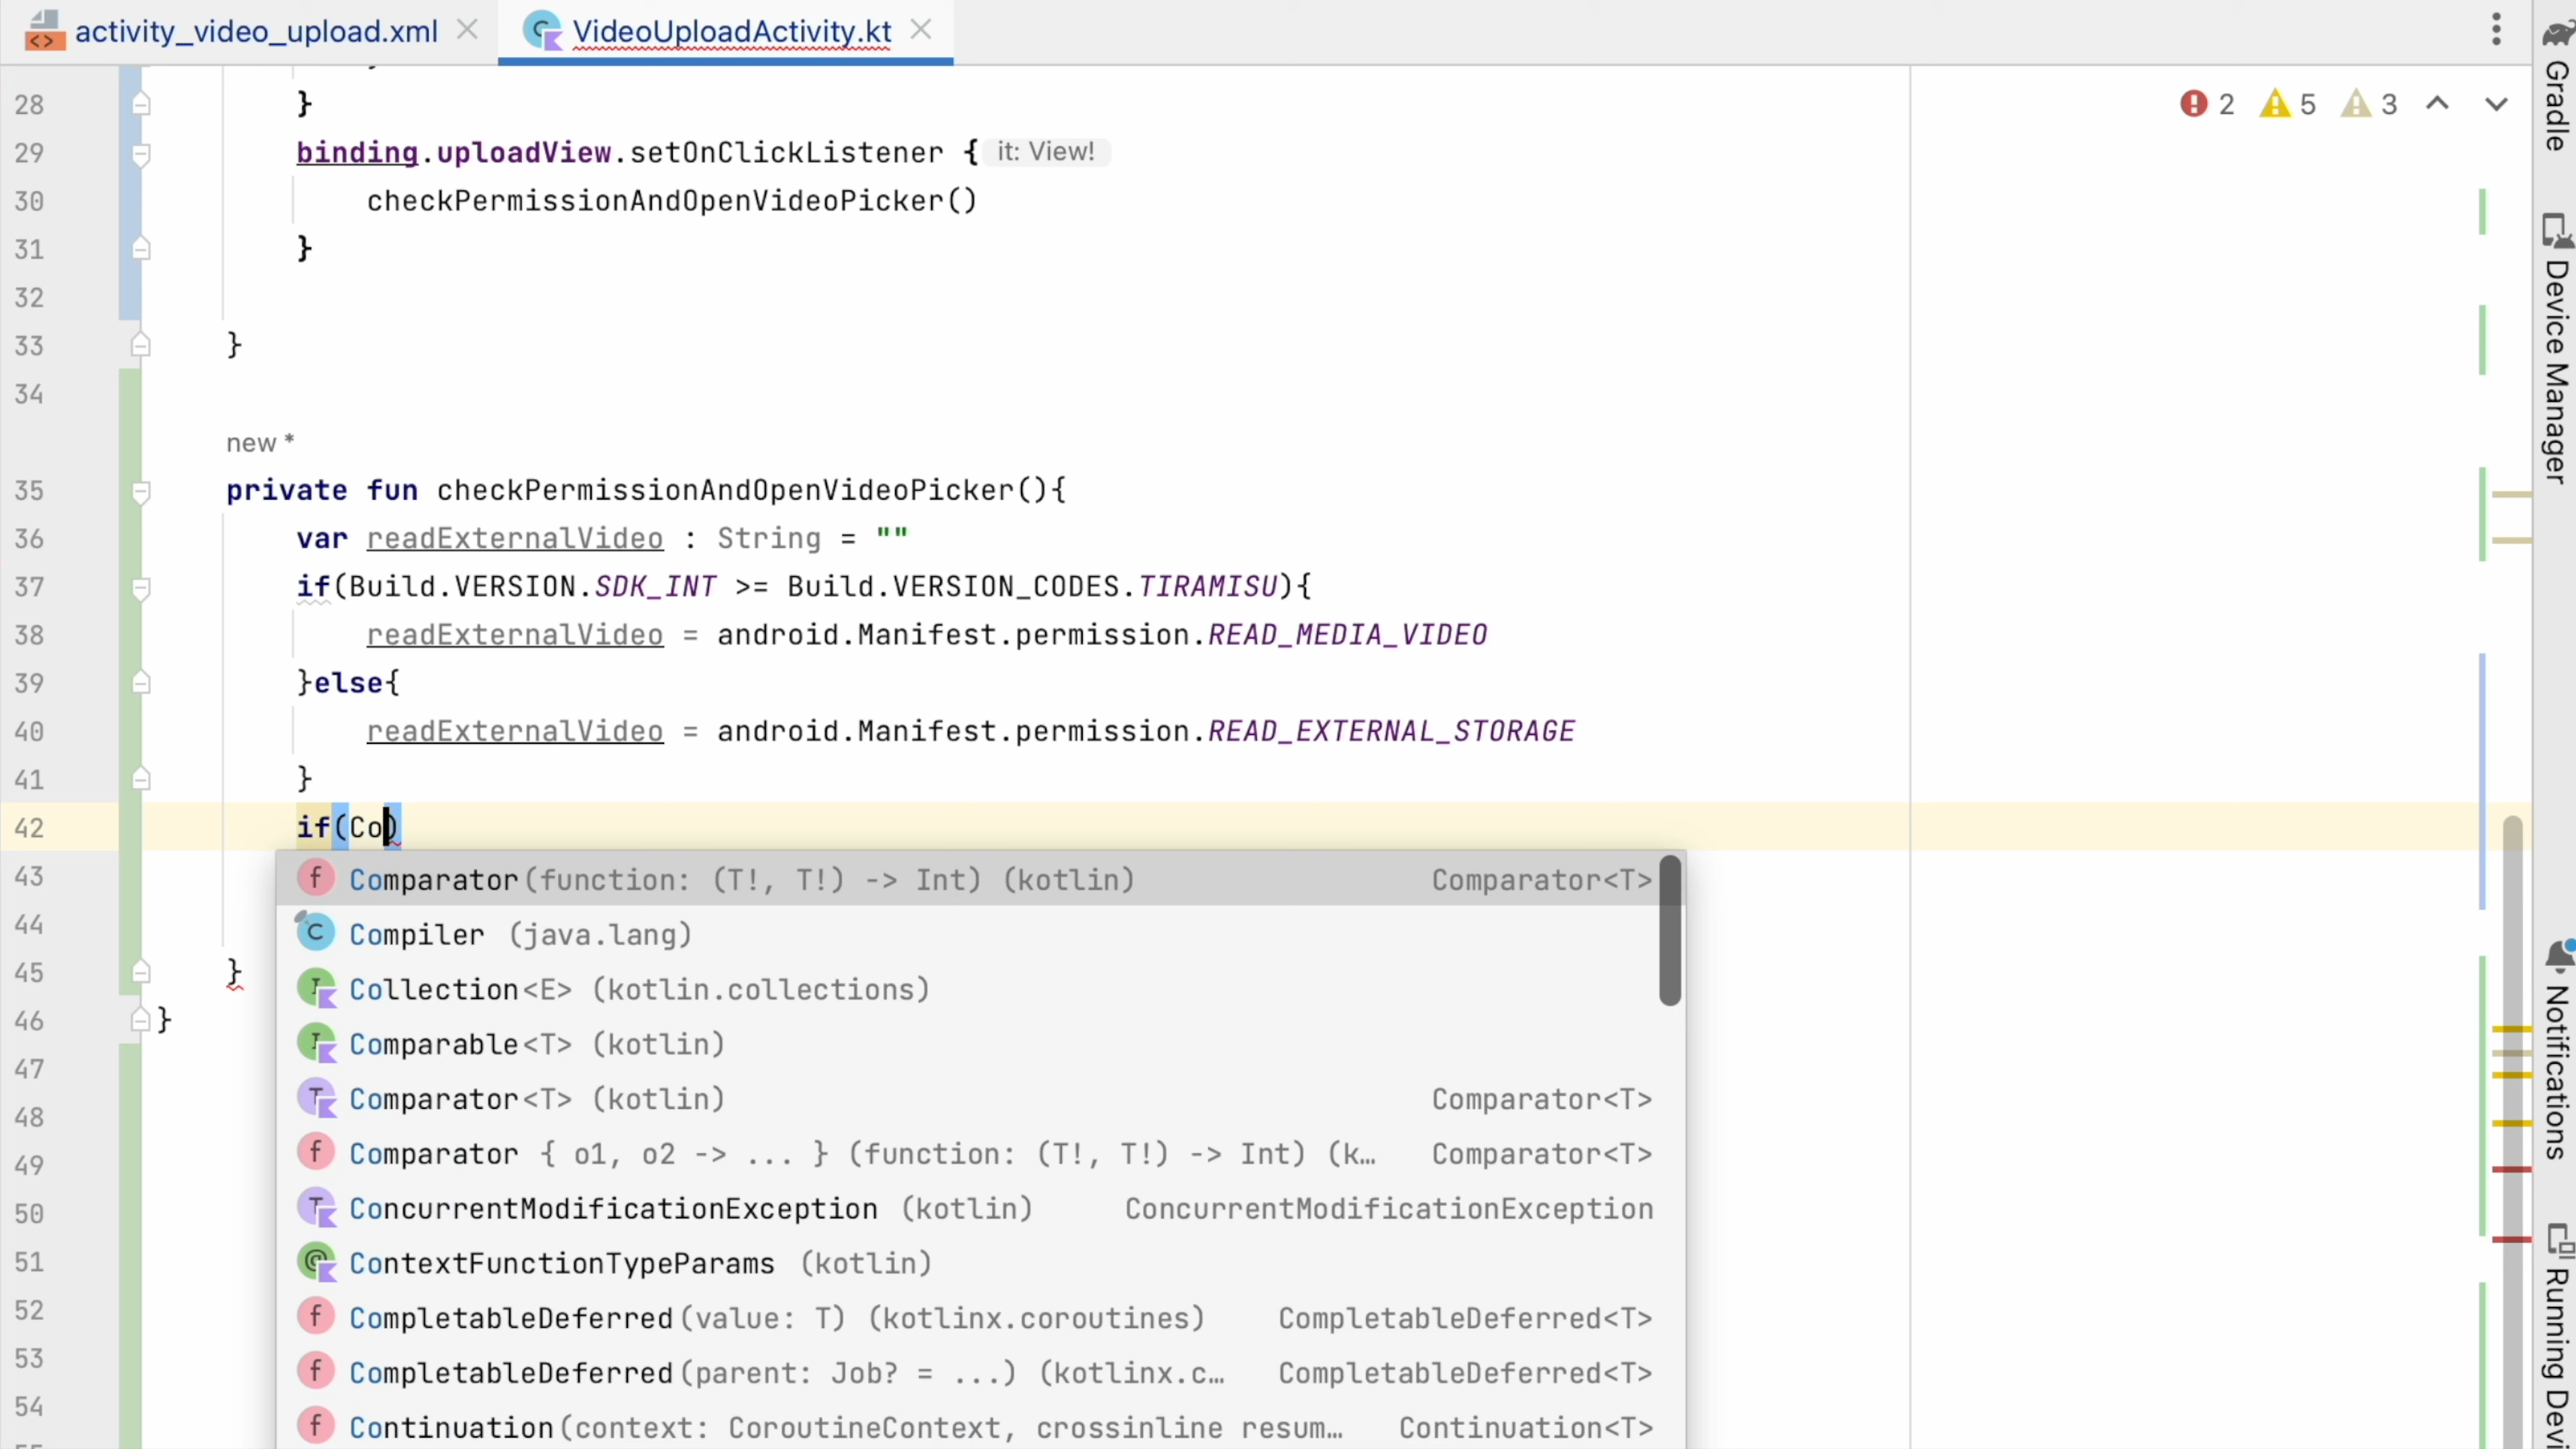 activity_video_upload.xml
VideoUploadActivity.kt
2 5 3
28 }
29 binding.uploadView.setOnClickListener { it: View!
30 checkPermissionAndOpenVideoPicker()
31 }
32
33 }
34
new *
35 private fun checkPermissionAndOpenVideoPicker(){
36 var readExternalVideo : String = ""
37 if(Build.VERSION.SDK_INT >= Build.VERSION_CODES.TIRAMISU){
38 readExternalVideo = android.Manifest.permission.READ_MEDIA_VIDEO
39 }else{
40 readExternalVideo = android.Manifest.permission.READ_EXTERNAL_STORAGE
41 }
42 if(Co)
43
44
45 }
46 }
47
48
49
50
51
52
53
54
f Comparator(function: (T!, T!) -> Int) (kotlin) Comparator<T>
C Compiler (java.lang)
I Collection<E> (kotlin.collections)
I Comparable<T> (kotlin)
T Comparator<T> (kotlin) Comparator<T>
f Comparator { o1, o2 -> ... } (function: (T!, T!) -> Int) (k… Comparator<T>
T ConcurrentModificationException (kotlin) ConcurrentModificationException
@ ContextFunctionTypeParams (kotlin)
f CompletableDeferred(value: T) (kotlinx.coroutines) CompletableDeferred<T>
f CompletableDeferred(parent: Job? = ...) (kotlinx.c… CompletableDeferred<T>
f Continuation(context: CoroutineContext, crossinline resum… Continuation<T>
Gradle
Device Manager
Notifications
Running Devi